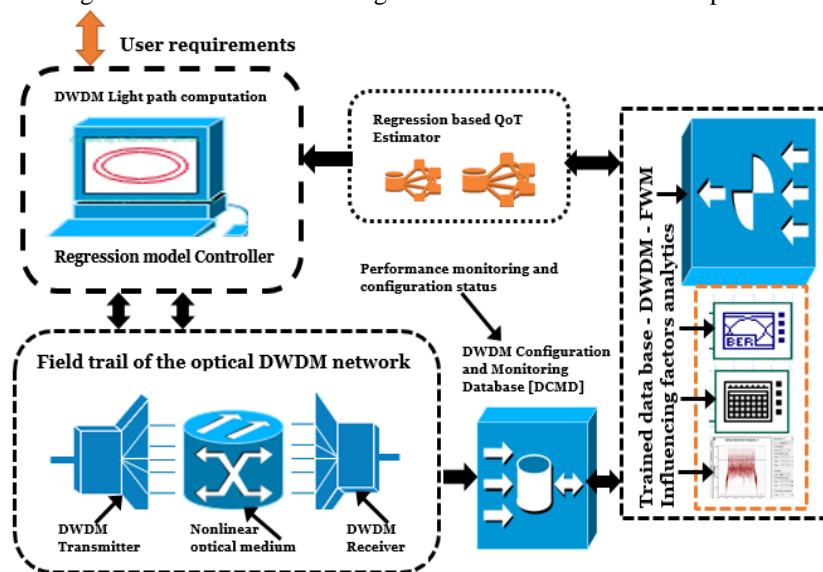 User requirements
DWDM Light path computation
Regression model Controller
Regression based QoT
Estimator
Performance monitoring and
configuration status
Field trail of the optical DWDM network
DWDM Configuration
and Monitoring
Database [DCMD]
DWDM
Transmitter
Nonlinear
optical medium
DWDM
Receiver
Trained data base - DWDM - FWM
Influencing factors analytics
BER